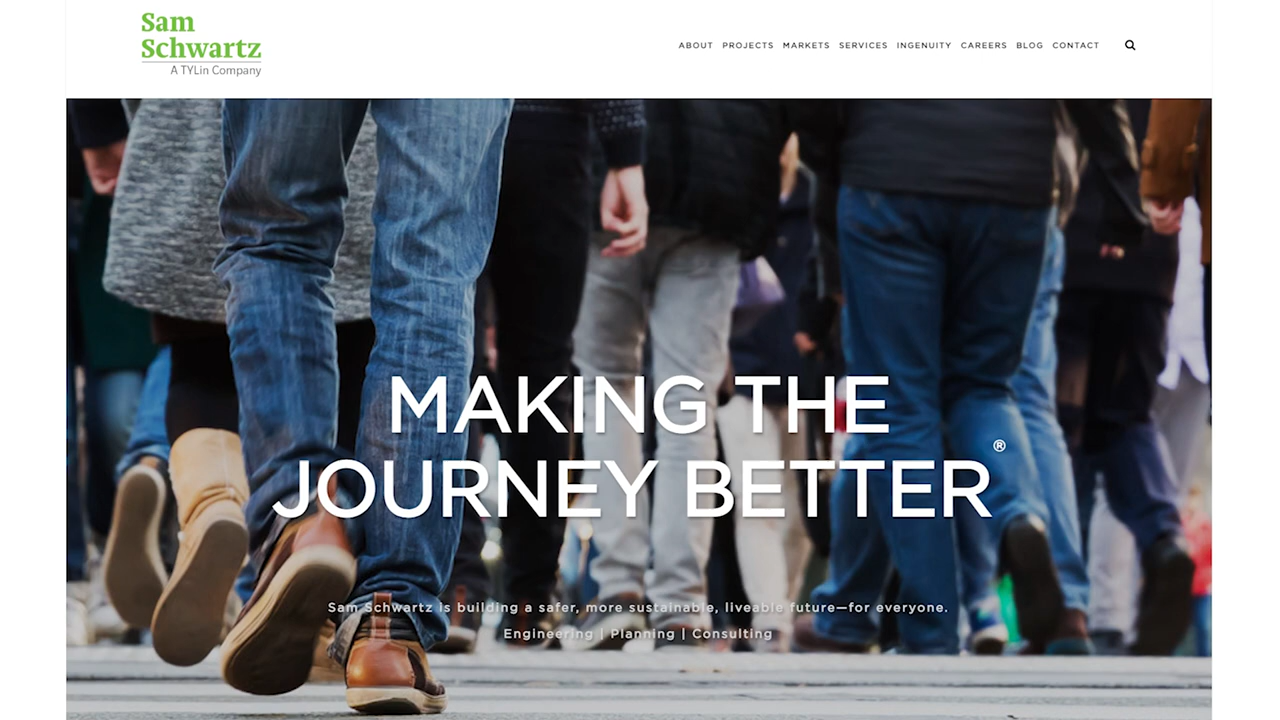 Sam
Schwartz
A TYLin Company
ABOUT PROJECTS MARKETS SERVICES INGENUITY CAREERS BLOG CONTACT
MAKING THE
JOURNEY BETTER®
Sam Schwartz is building a safer, more sustainable, liveable future—for everyone.
Engineering | Planning | Consulting